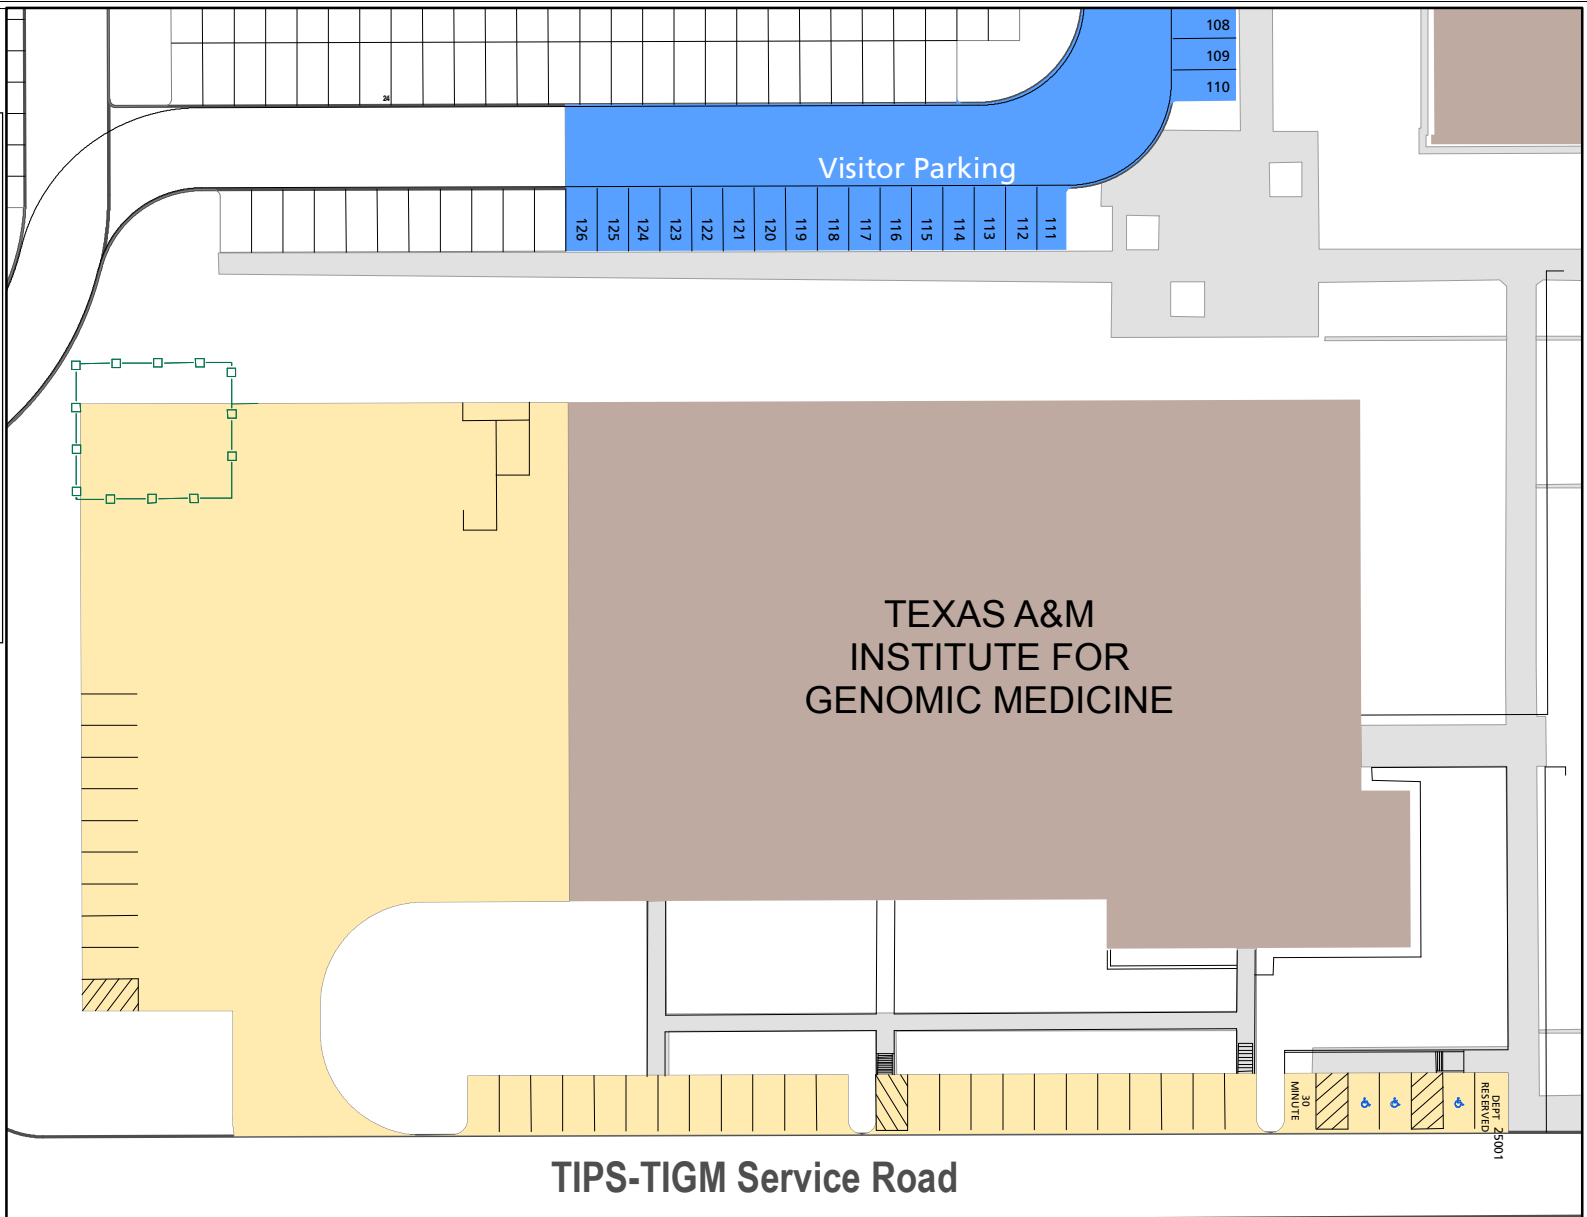 108
109
110
24
Visitor Parking
126 125 124 123 122 121 120 119 118 117 116 115 114 113 112 111
TEXAS A&M
INSTITUTE FOR
GENOMIC MEDICINE
30
MINUTE
DEPT 25001
RESERVED
TIPS-TIGM Service Road